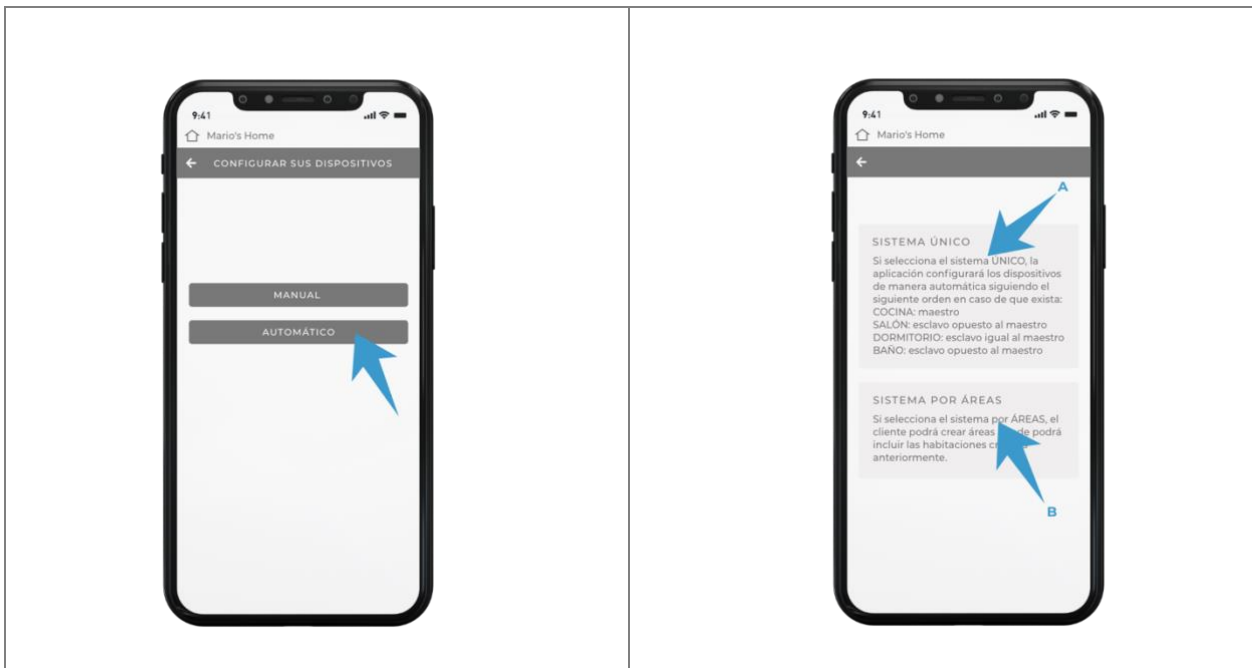 9:41
Mario's Home
CONFIGURAR SUS DISPOSITIVOS
MANUAL
AUTOMÁTICO
9:41
Mario's Home
A
SISTEMA ÚNICO
Si selecciona el sistema ÚNICO, la
aplicación configurará los dispositivos
de manera automática siguiendo el
siguiente orden en caso de que exista:
COCINA: maestro
SALÓN: esclavo opuesto al maestro
DORMITORIO: esclavo igual al maestro
BAÑO: esclavo opuesto al maestro
SISTEMA POR ÁREAS
Si selecciona el sistema por ÁREAS, el
cliente podrá crear áreas podrá
incluir las habitaciones
anteriormente.
B